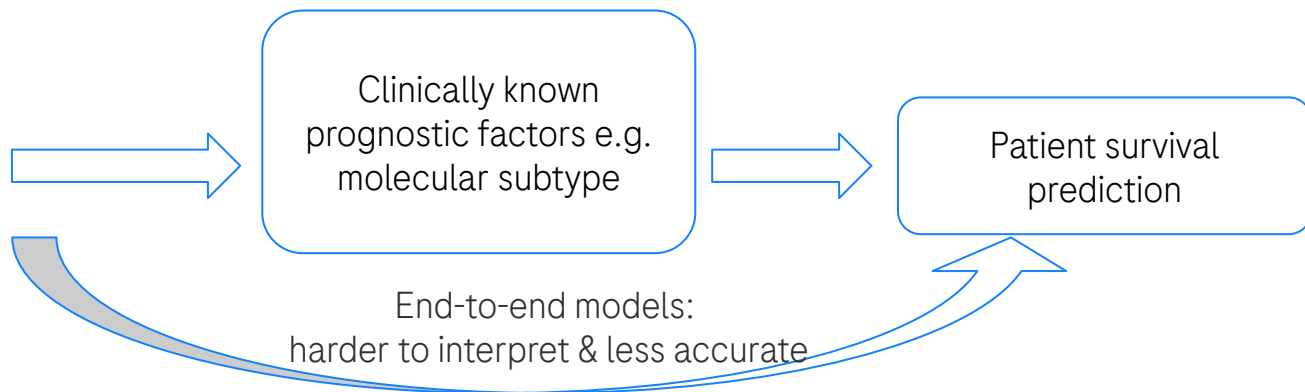 Clinically known
prognostic factors e.g.
molecular subtype
Patient survival
prediction
End-to-end models:
harder to interpret & less accurate